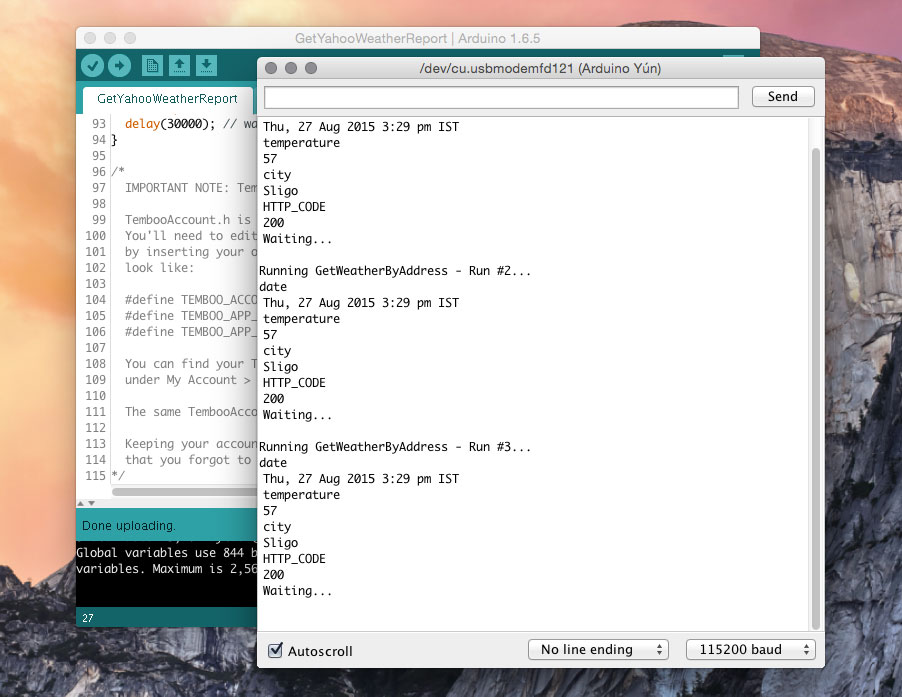 GetYahooWeatherReport | Arduino 1.6.5
GetYahooWeatherReport
93 delay(30000); // wa
94 }
95
96 /*
97 IMPORTANT NOTE: Tem
98
99 TembooAccount.h is
100 You'll need to edit
101 by inserting your o
102 look like:
103
104 #define TEMBOO_ACCO
105 #define TEMBOO_APP_
106 #define TEMBOO_APP_
107
108 You can find your T
109 under My Account >
110
111 The same TembooAcco
112
113 Keeping your accoun
114 that you forgot to
115 */
Done uploading.
Global variables use 844 b
variables. Maximum is 2,56
27
/dev/cu.usbmodemfd121 (Arduino Yún)
Send
Thu, 27 Aug 2015 3:29 pm IST
temperature
57
city
Sligo
HTTP_CODE
200
Waiting...
Running GetWeatherByAddress - Run #2...
date
Thu, 27 Aug 2015 3:29 pm IST
temperature
57
city
Sligo
HTTP_CODE
200
Waiting...
Running GetWeatherByAddress - Run #3...
date
Thu, 27 Aug 2015 3:29 pm IST
temperature
57
city
Sligo
HTTP_CODE
200
Waiting...
Autoscroll
No line ending
115200 baud